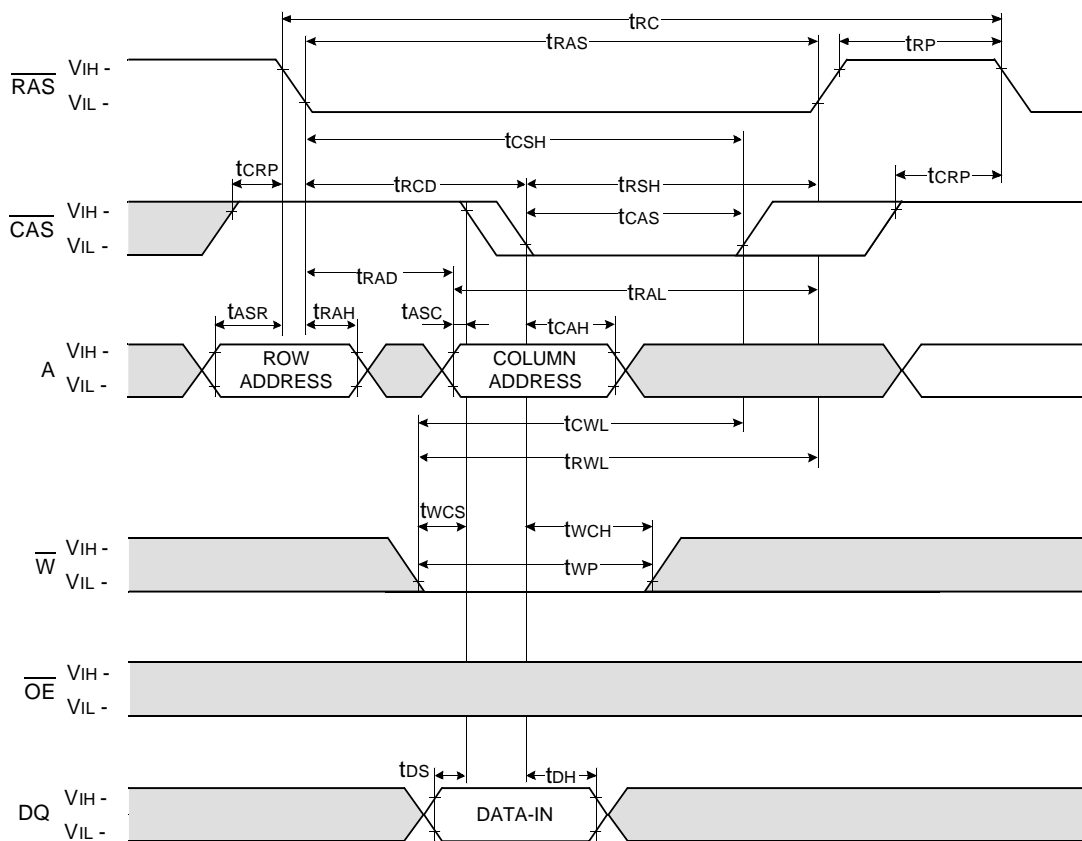 tRC
tRAS
tRP
RAS
VIH -
VIL -
tCSH
tCRP
tRCD
tRSH
tCRP
CAS
VIH -
VIL -
tCAS
tRAD
tRAL
tASR
tRAH
tASC
tCAH
A
VIH -
VIL -
ROW
ADDRESS
COLUMN
ADDRESS
tCWL
tRWL
tWCS
tWCH
W
VIH -
VIL -
tWP
OE
VIH -
VIL -
tDS
tDH
DQ
VIH -
VIL -
DATA-IN